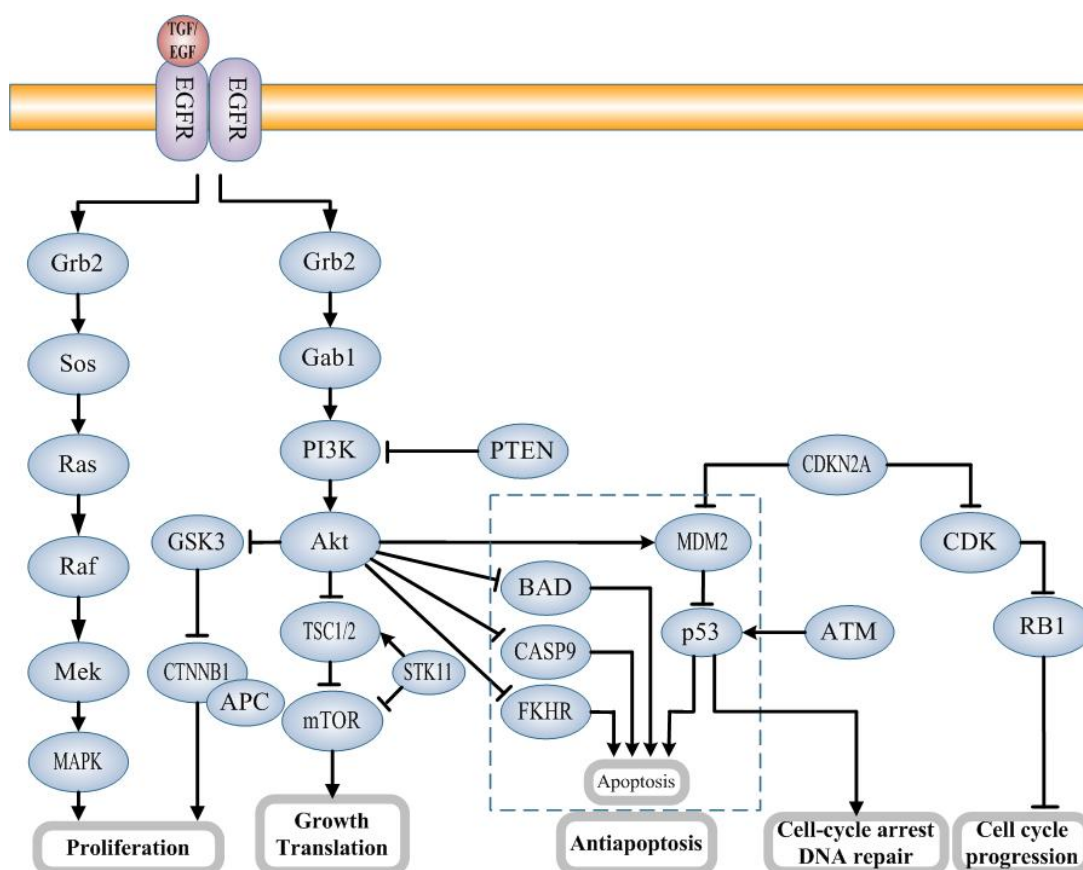 TGF/
EGF
EGFR
EGFR
Grb2
Grb2
Sos
Gab1
Ras
PI3K
PTEN
CDKN2A
GSK3
Akt
MDM2
CDK
Raf
BAD
TSC1/2
p53
ATM
RB1
Mek
CTNNB1
APC
STK11
CASP9
mTOR
FKHR
MAPK
Apoptosis
Proliferation
Growth
Translation
Antiapoptosis
Cell-cycle arrest
DNA repair
Cell cycle
progression